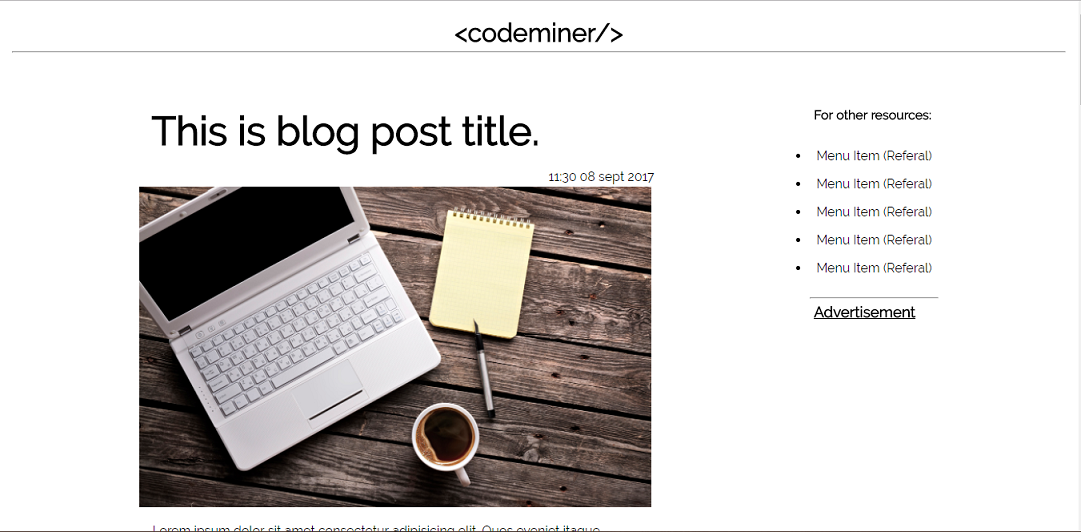 <codeminer/>
This is blog post title.
11:30 08 sept 2017
Lorem ipsum dolor sit amet consectetur adipisicing elit. Quos eveniet itaque
For other resources:
Menu Item (Referal)
Menu Item (Referal)
Menu Item (Referal)
Menu Item (Referal)
Menu Item (Referal)
Advertisement